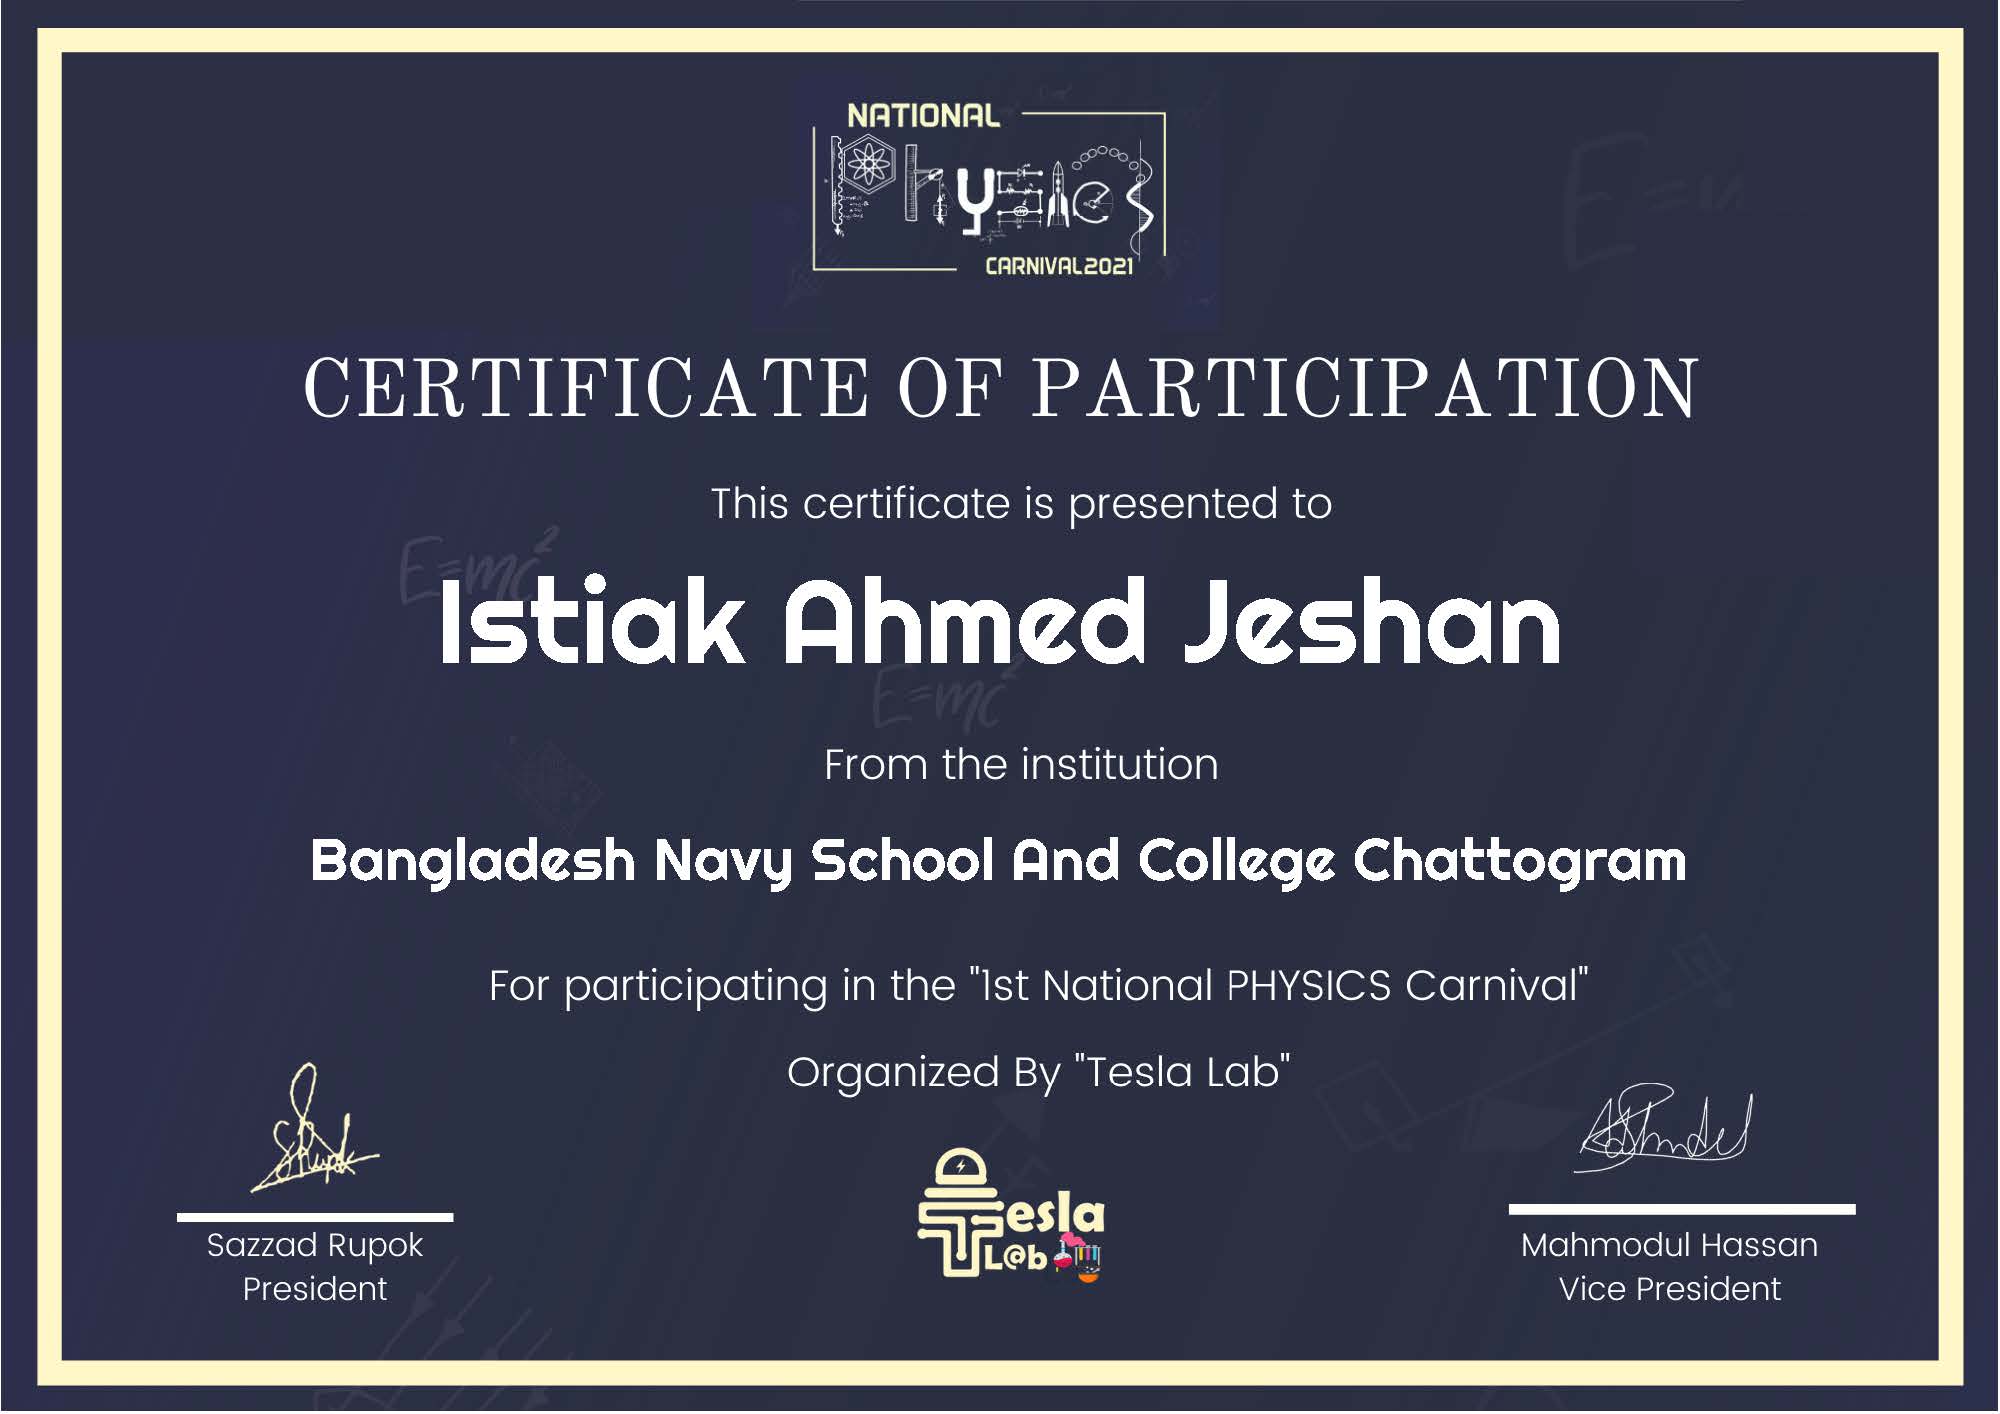 NATIONAL
Physics
CARNIVAL2021
CERTIFICATE OF PARTICIPATION
This certificate is presented to
E=mc²
Istiak Ahmed Jeshan
E=mc²
From the institution
Bangladesh Navy School And College Chattogram
For participating in the "1st National PHYSICS Carnival"
Organized By "Tesla Lab"
Tesla
L@b
Sazzad Rupok
President
Mahmodul Hassan
Vice President